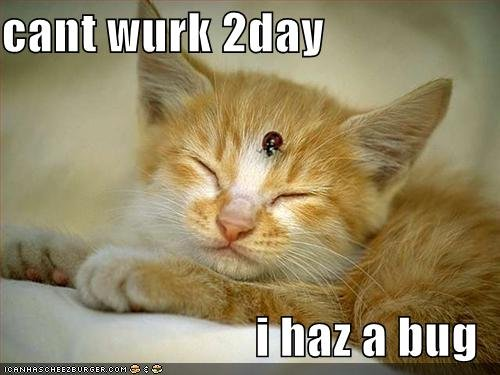 cant wurk 2day
i haz a bug
ICANHASCHEEZBURGER.COM